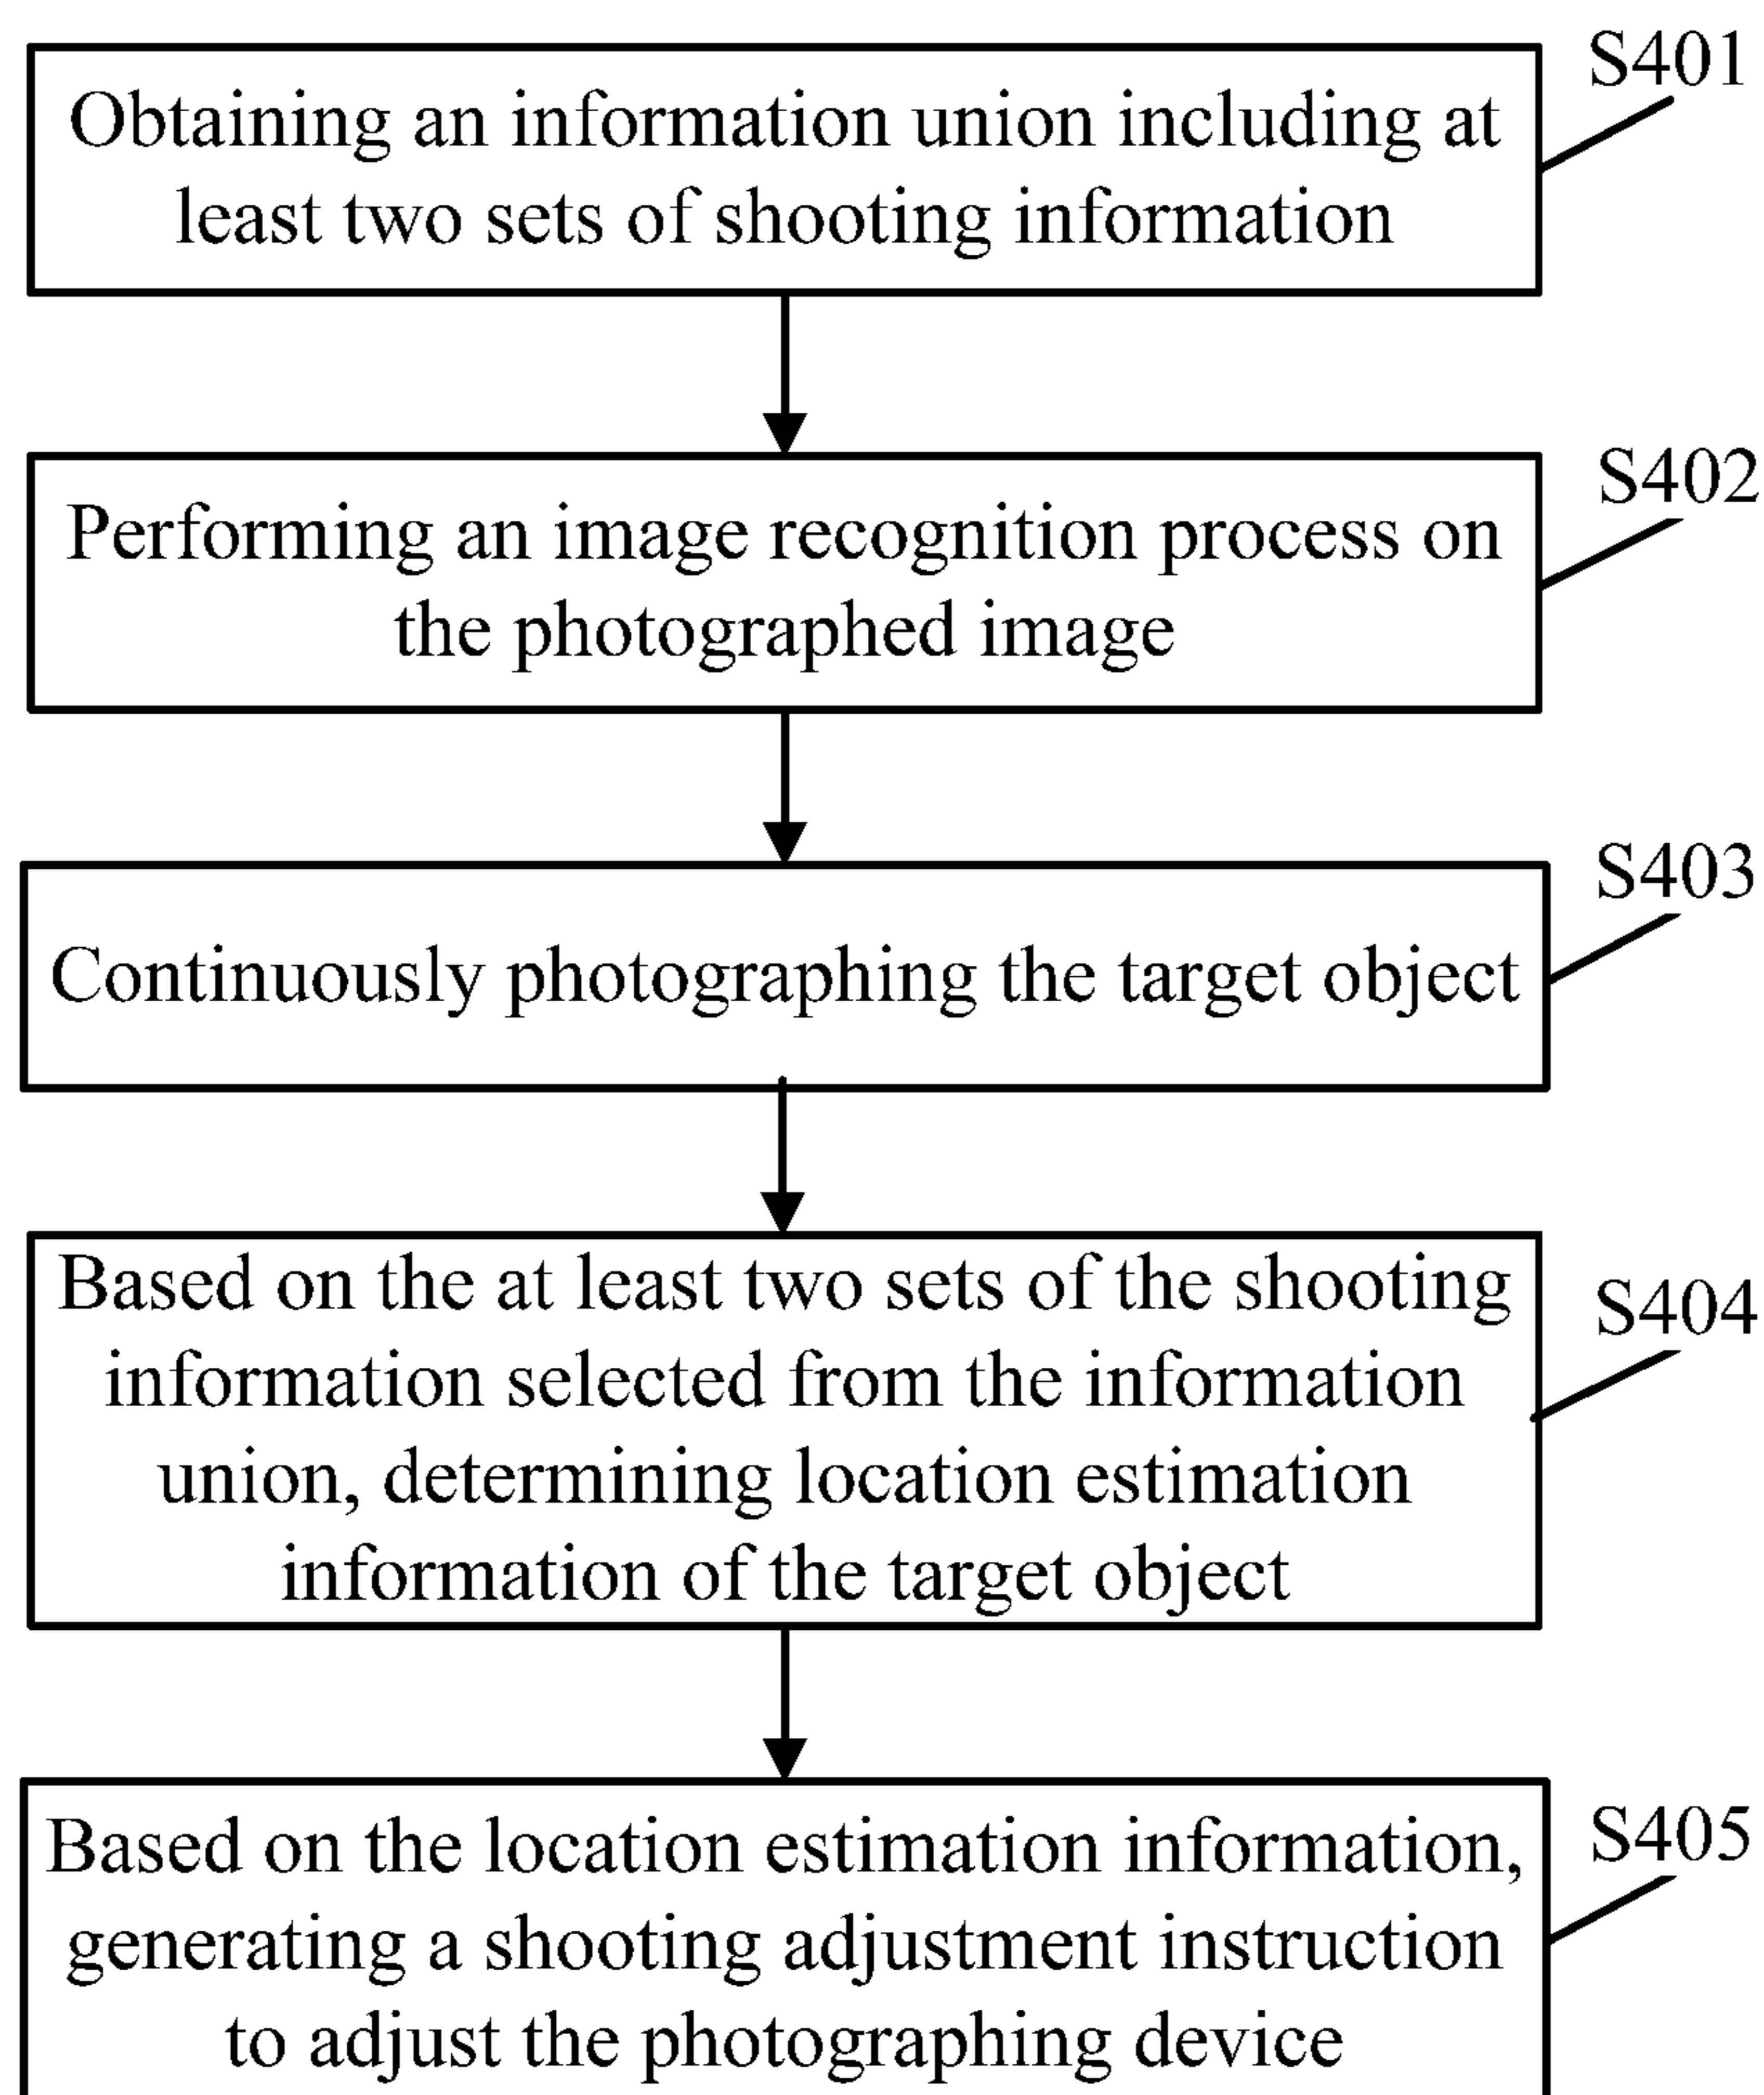 S401
Obtaining an information union including at
least two sets of shooting information
S402
Performing an image recognition process on
the photographed image
S403
Continuously photographing the target object
S404
Based on the at least two sets of the shooting
information selected from the information
union, determining location estimation
information of the target object
S405
Based on the location estimation information,
generating a shooting adjustment instruction
to adjust the photographing device